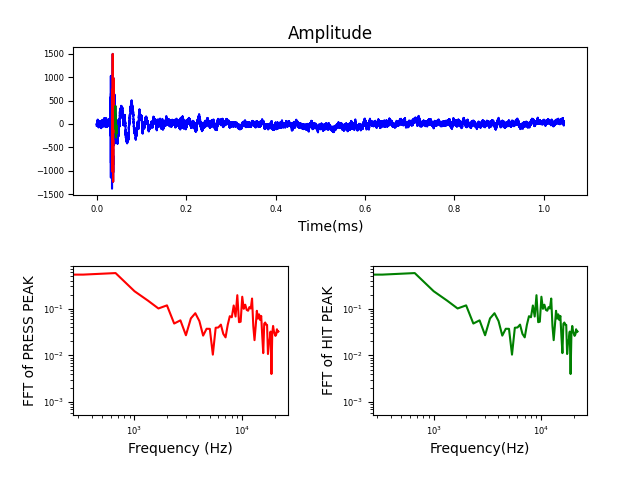 Amplitude
1500
1000
500
0
−500
−1000
−1500
0.0 0.2 0.4 0.6 0.8 1.0
Time(ms)
FFT of PRESS PEAK
10⁻¹
10⁻²
10⁻³
10³ 10⁴
Frequency (Hz)
FFT of HIT PEAK
10⁻¹
10⁻²
10⁻³
10³ 10⁴
Frequency(Hz)